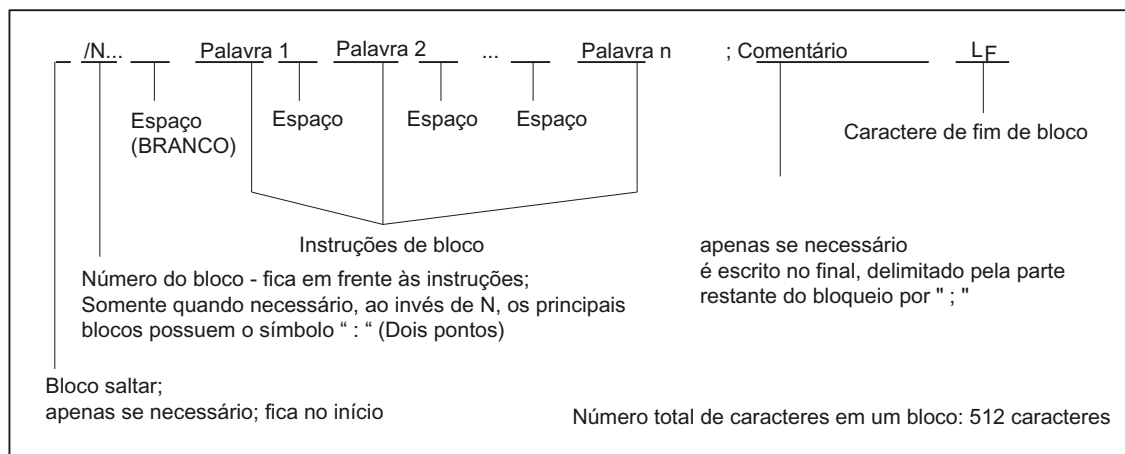 /N... Palavra 1 Palavra 2 ... Palavra n ; Comentário LF
Espaço
(BRANCO)
Espaço
Espaço
Espaço
Caractere de fim de bloco
Instruções de bloco
Número do bloco - fica em frente às instruções;
Somente quando necessário, ao invés de N, os principais
blocos possuem o símbolo “ : “ (Dois pontos)
apenas se necessário
é escrito no final, delimitado pela parte
restante do bloqueio por " ; "
Bloco saltar;
apenas se necessário; fica no início
Número total de caracteres em um bloco: 512 caracteres